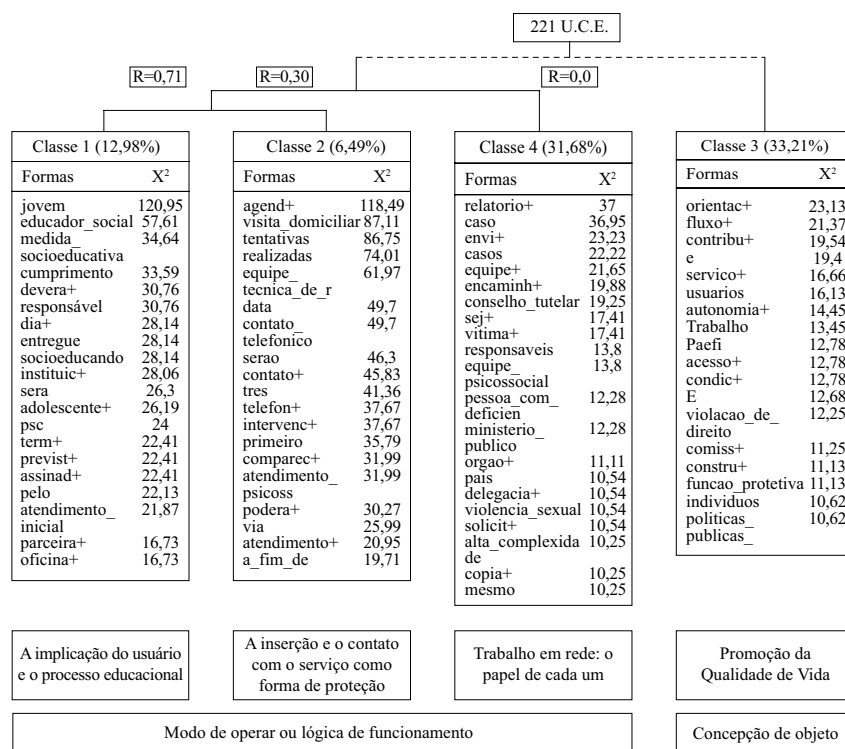 221 U.C.E.
R=0,71
R=0,30
R=0,0
Classe 1 (12,98%)
Formas X²
jovem 120,95
educador_social 57,61
medida_ 34,64
socioeducativa
cumprimento 33,59
devera+ 30,76
responsável 30,76
dia+ 28,14
entregue 28,14
socioeducando 28,14
instituic+ 28,06
sera 26,3
adolescente+ 26,19
psc 24
term+ 22,41
previst+ 22,41
assinad+ 22,41
pelo 22,13
atendimento_ 21,87
inicial
parceira+ 16,73
oficina+ 16,73
Classe 2 (6,49%)
Formas X²
agend+ 118,49
visita_domiciliar 87,11
tentativas 86,75
realizadas 74,01
equipe_ 61,97
tecnica_de_r
data 49,7
contato_ 49,7
telefonico
serao 46,3
contato+ 45,83
tres 41,36
telefon+ 37,67
intervenc+ 37,67
primeiro 35,79
comparec+ 31,99
atendimento_ 31,99
psicoss
podera+ 30,27
via 25,99
atendimento+ 20,95
a_fim_de 19,71
Classe 4 (31,68%)
Formas X²
relatorio+ 37
caso 36,95
envi+ 23,23
casos 22,22
equipe+ 21,65
encaminh+ 19,88
conselho_tutelar 19,25
sej+ 17,41
vitima+ 17,41
responsaveis 13,8
equipe_ 13,8
psicossocial
pessoa_com_ 12,28
deficien
ministerio_ 12,28
publico
orgao+ 11,11
pais 10,54
delegacia+ 10,54
violencia_sexual 10,54
solicit+ 10,54
alta_complexida 10,25
de
copia+ 10,25
mesmo 10,25
Classe 3 (33,21%)
Formas X²
orientac+ 23,13
fluxo+ 21,37
contribu+ 19,54
e 19,4
servico+ 16,66
usuarios 16,13
autonomia+ 14,45
Trabalho 13,45
Paefi 12,78
acesso+ 12,78
condic+ 12,78
E 12,68
violacao_de_ 12,25
direito
comiss+ 11,25
constru+ 11,13
funcao_protetiva 11,13
individuos 10,62
politicas_ 10,62
publicas_
A implicação do usuário
e o processo educacional
A inserção e o contato
com o serviço como
forma de proteção
Trabalho em rede: o
papel de cada um
Promoção da
Qualidade de Vida
Modo de operar ou lógica de funcionamento
Concepção de objeto